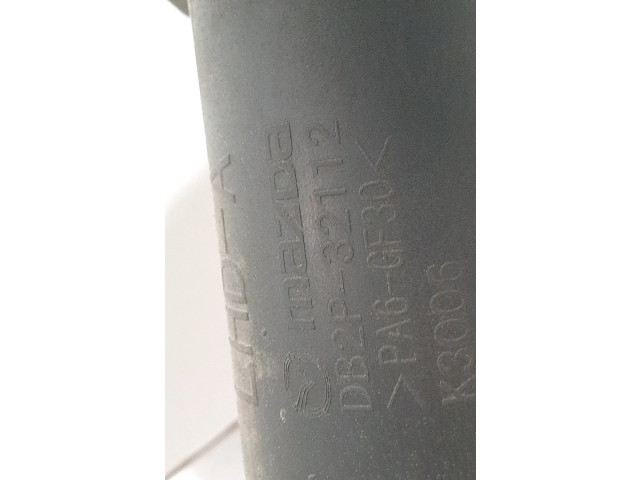 LHD-A
mazda
DB2P-32112
>PA6-GF30<
K3006